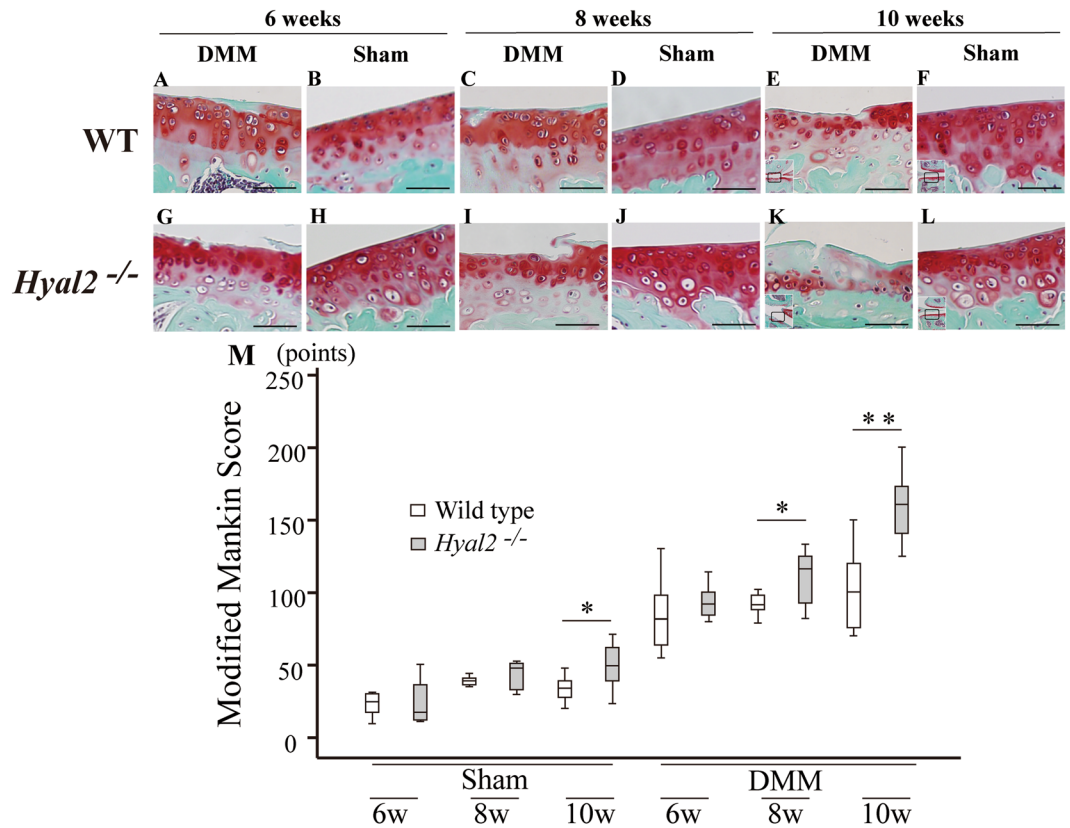 6 weeks 8 weeks 10 weeks
DMM Sham DMM Sham DMM Sham
A B C D E F
WT
G H I J K L
Hyal2 -/-
M (points)
250
200
150
100
50
0
Modified Mankin Score
Wild type
Hyal2 -/-
*
*
* *
Sham DMM
6w 8w 10w 6w 8w 10w